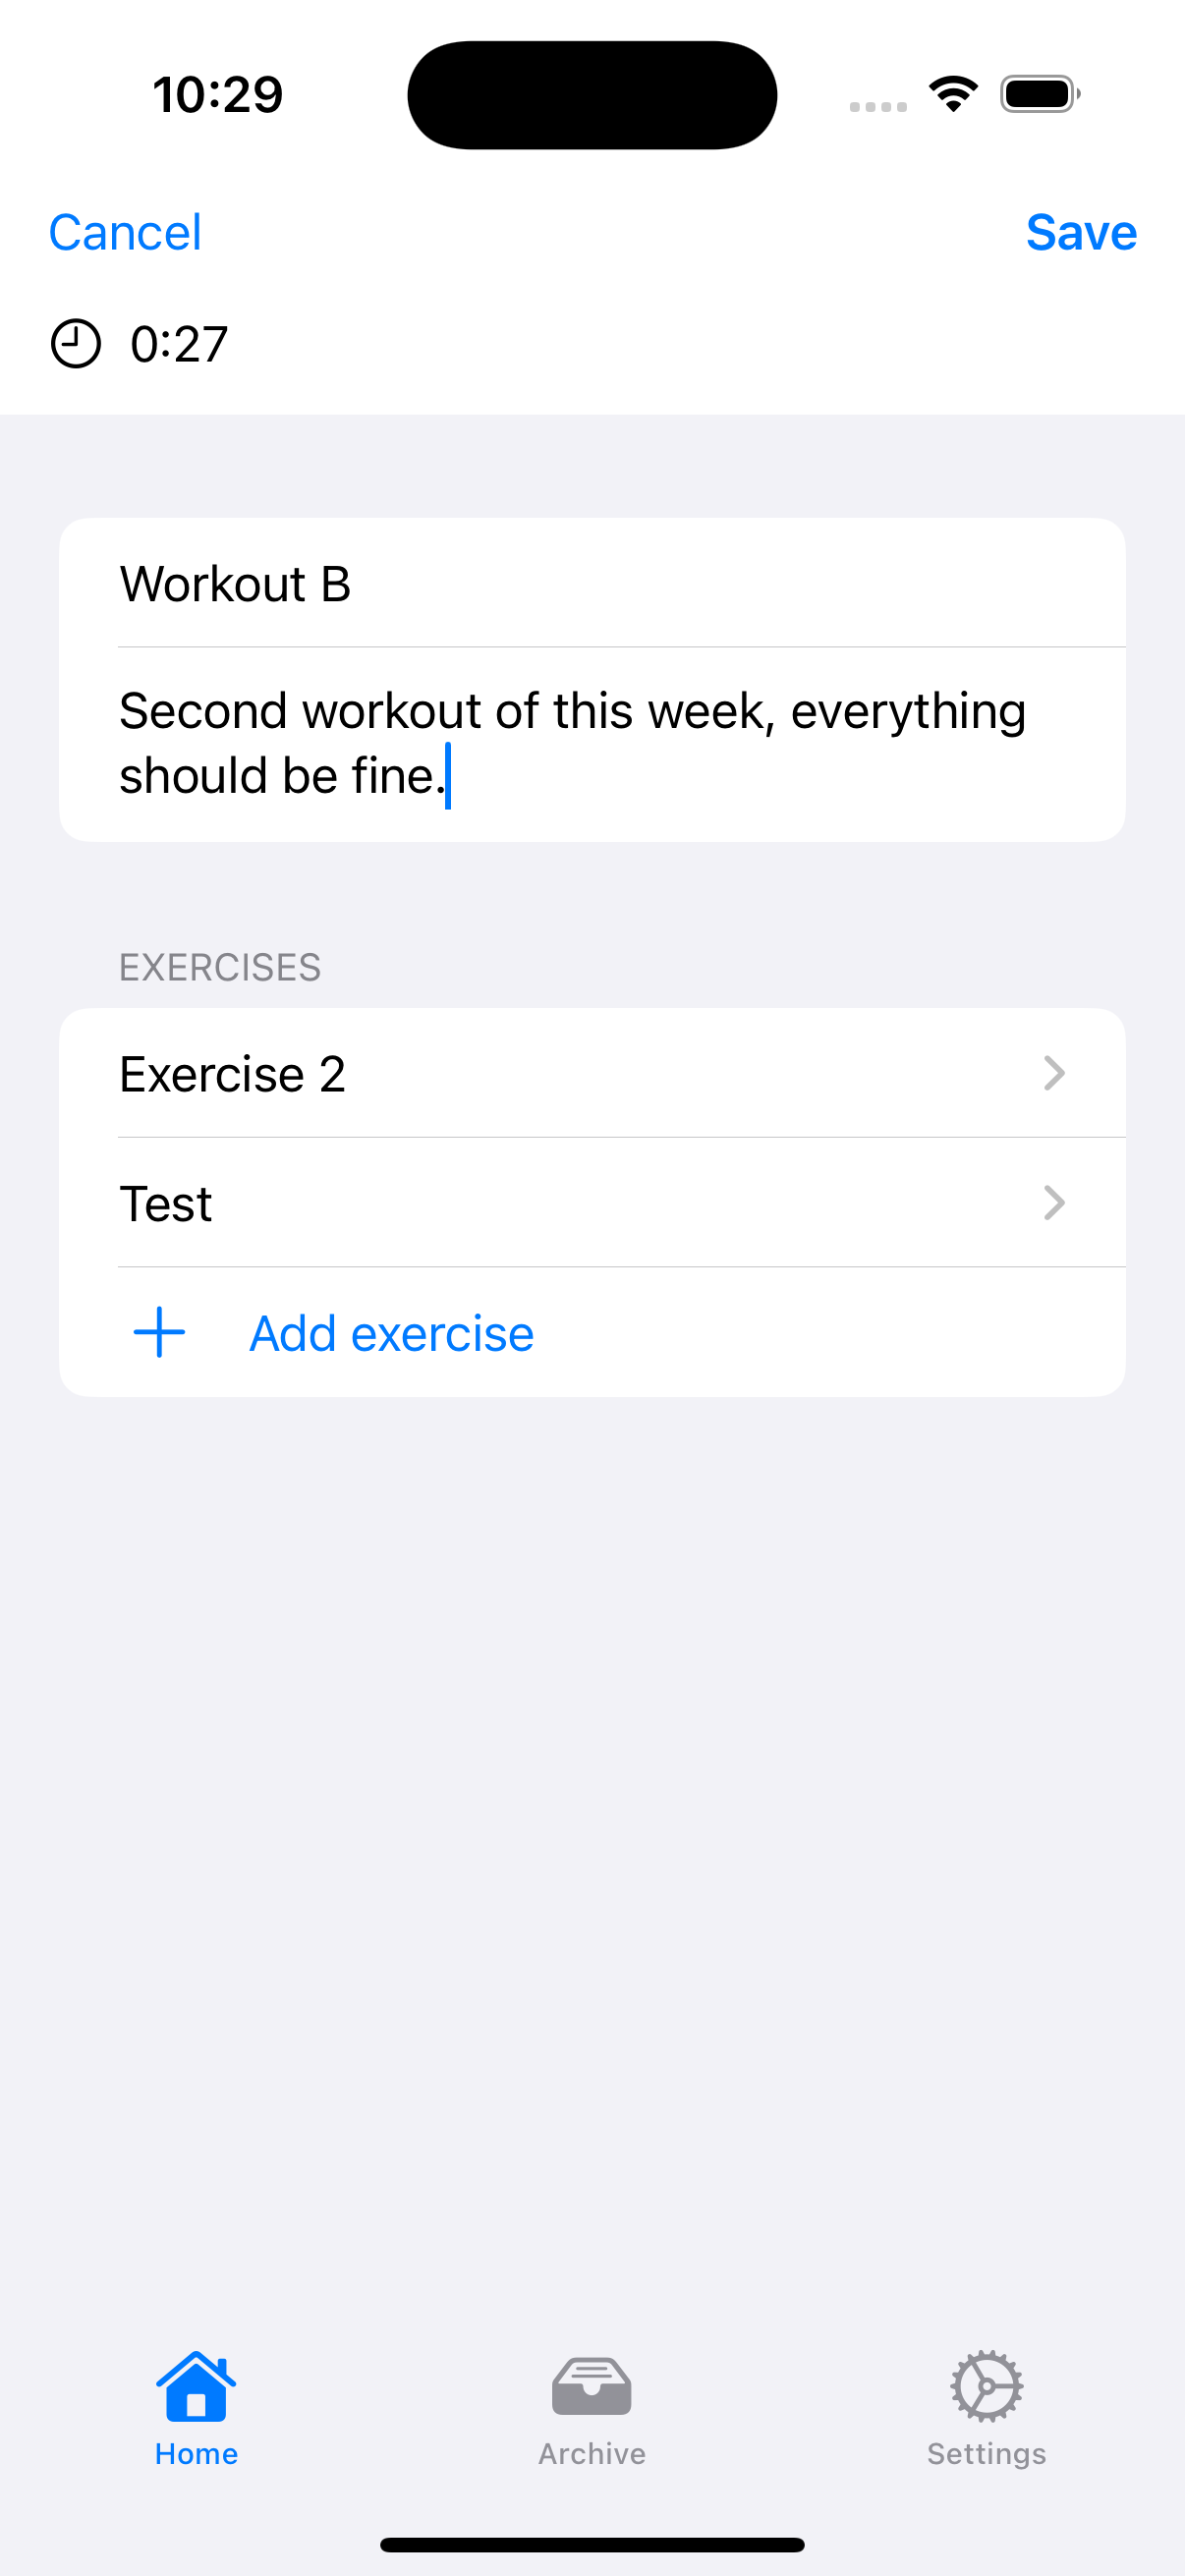 10:29
Cancel
Save
0:27
Workout B
Second workout of this week, everything
should be fine.
EXERCISES
Exercise 2
Test
Add exercise
Home
Archive
Settings